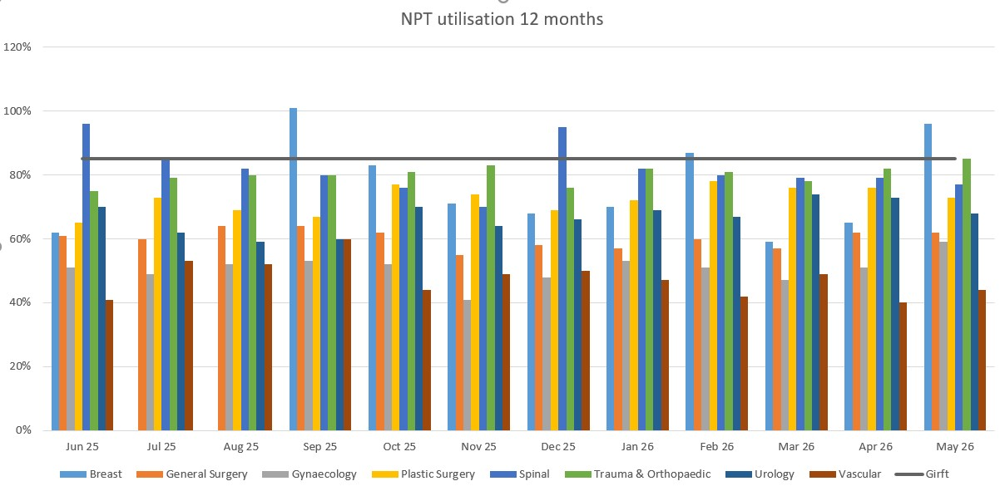 NPT utilisation 12 months
120%
100%
80%
60%
40%
20%
0%
Jun 25 Jul 25 Aug 25 Sep 25 Oct 25 Nov 25 Dec 25 Jan 26 Feb 26 Mar 26 Apr 26 May 26
Breast General Surgery Gynaecology Plastic Surgery Spinal Trauma & Orthopaedic Urology Vascular Girft